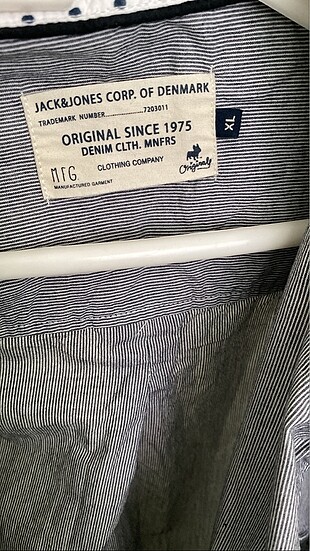 JACK&JONES CORP. OF DENMARK
TRADEMARK NUMBER..................7203011
ORIGINAL SINCE 1975
DENIM CLTH. MNFRS
CLOTHING COMPANY
MFG.
MANUFACTURED GARMENT
Originals
XL